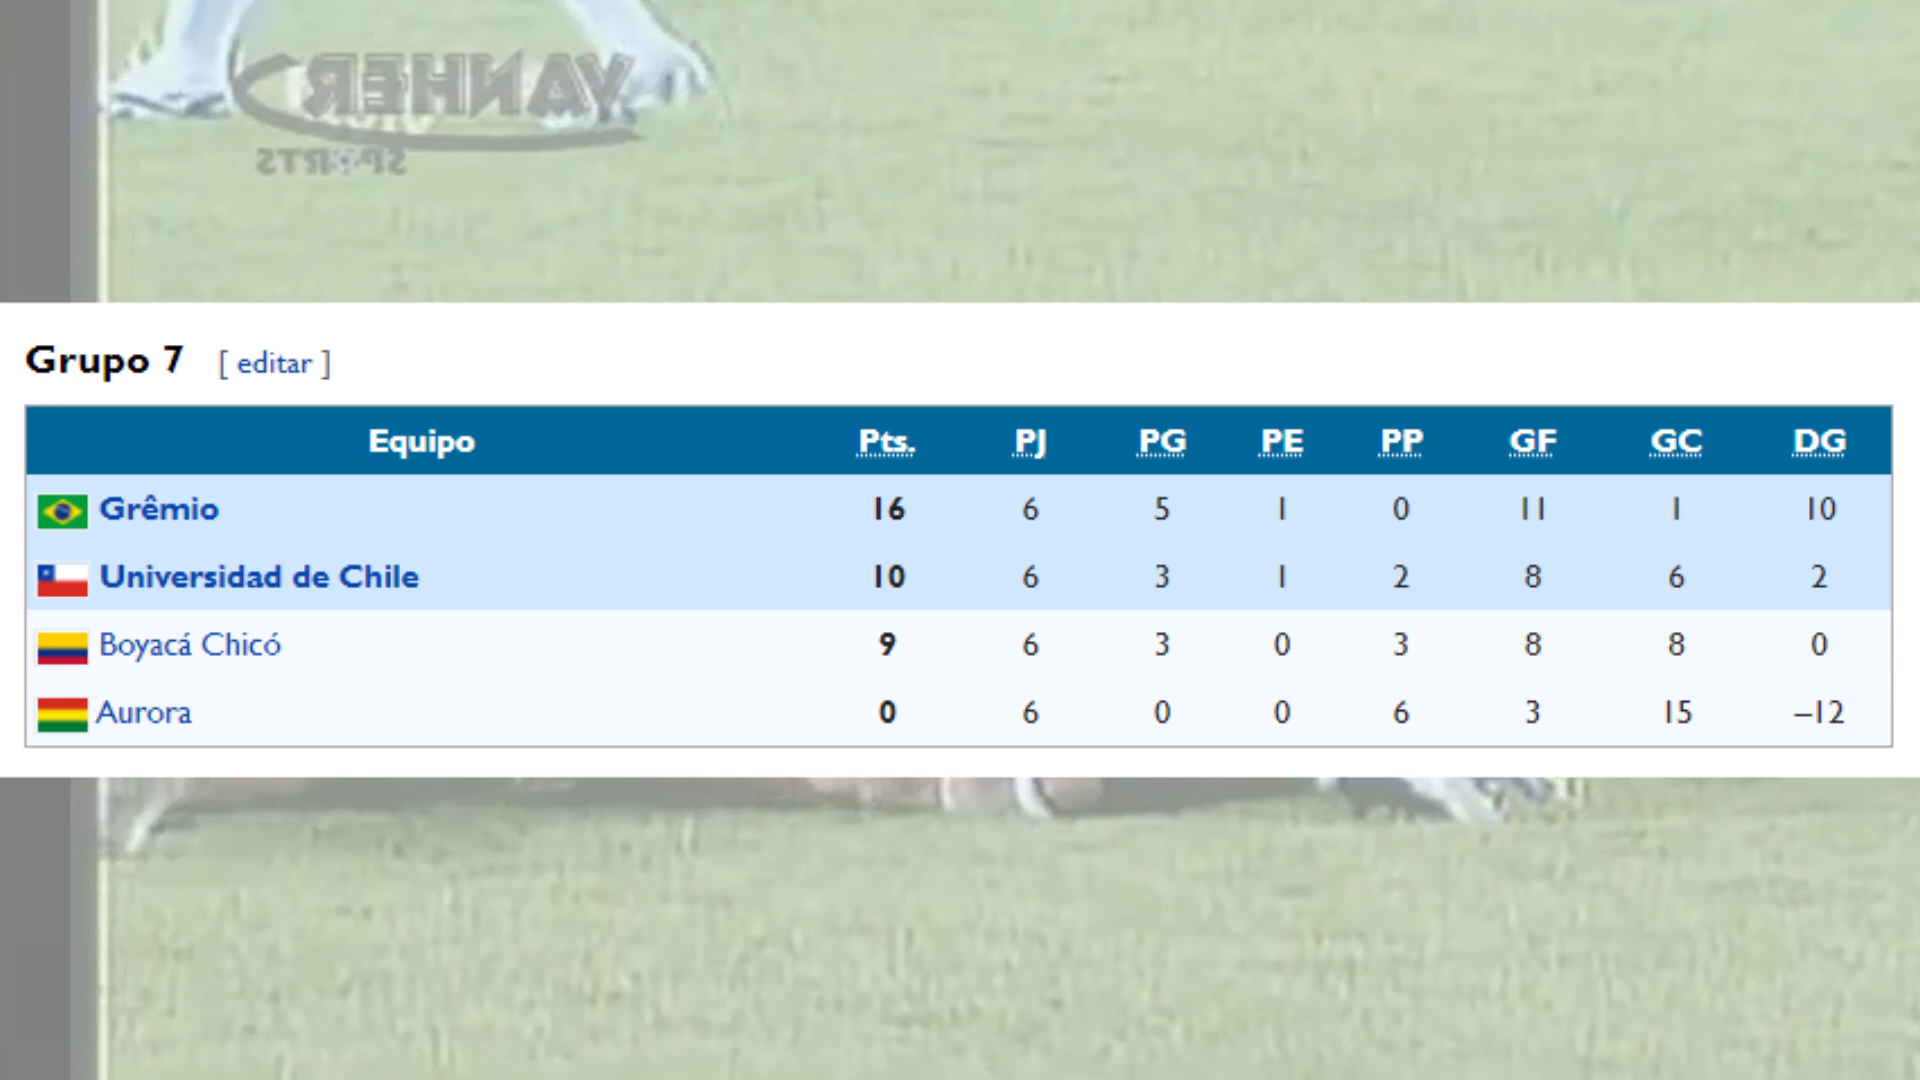 YANHER
SPORTS
Grupo 7 [ editar ]
Equipo Pts. PJ PG PE PP GF GC DG
Grêmio 16 6 5 1 0 11 1 10
Universidad de Chile 10 6 3 1 2 8 6 2
Boyacá Chicó 9 6 3 0 3 8 8 0
Aurora 0 6 0 0 6 3 15 –12